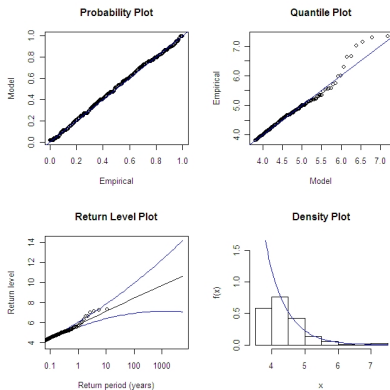 Probability Plot
Model
0.0 0.2 0.4 0.6 0.8 1.0
0.0 0.2 0.4 0.6 0.8 1.0
Empirical
Quantile Plot
Empirical
4.0 5.0 6.0 7.0
4.0 4.5 5.0 5.5 6.0 6.5 7.0
Model
Return Level Plot
Return level
4 6 8 10 12 14
0.1 1 10 100 1000
Return period (years)
Density Plot
f(x)
0.0 0.5 1.0 1.5
4 5 6 7
x